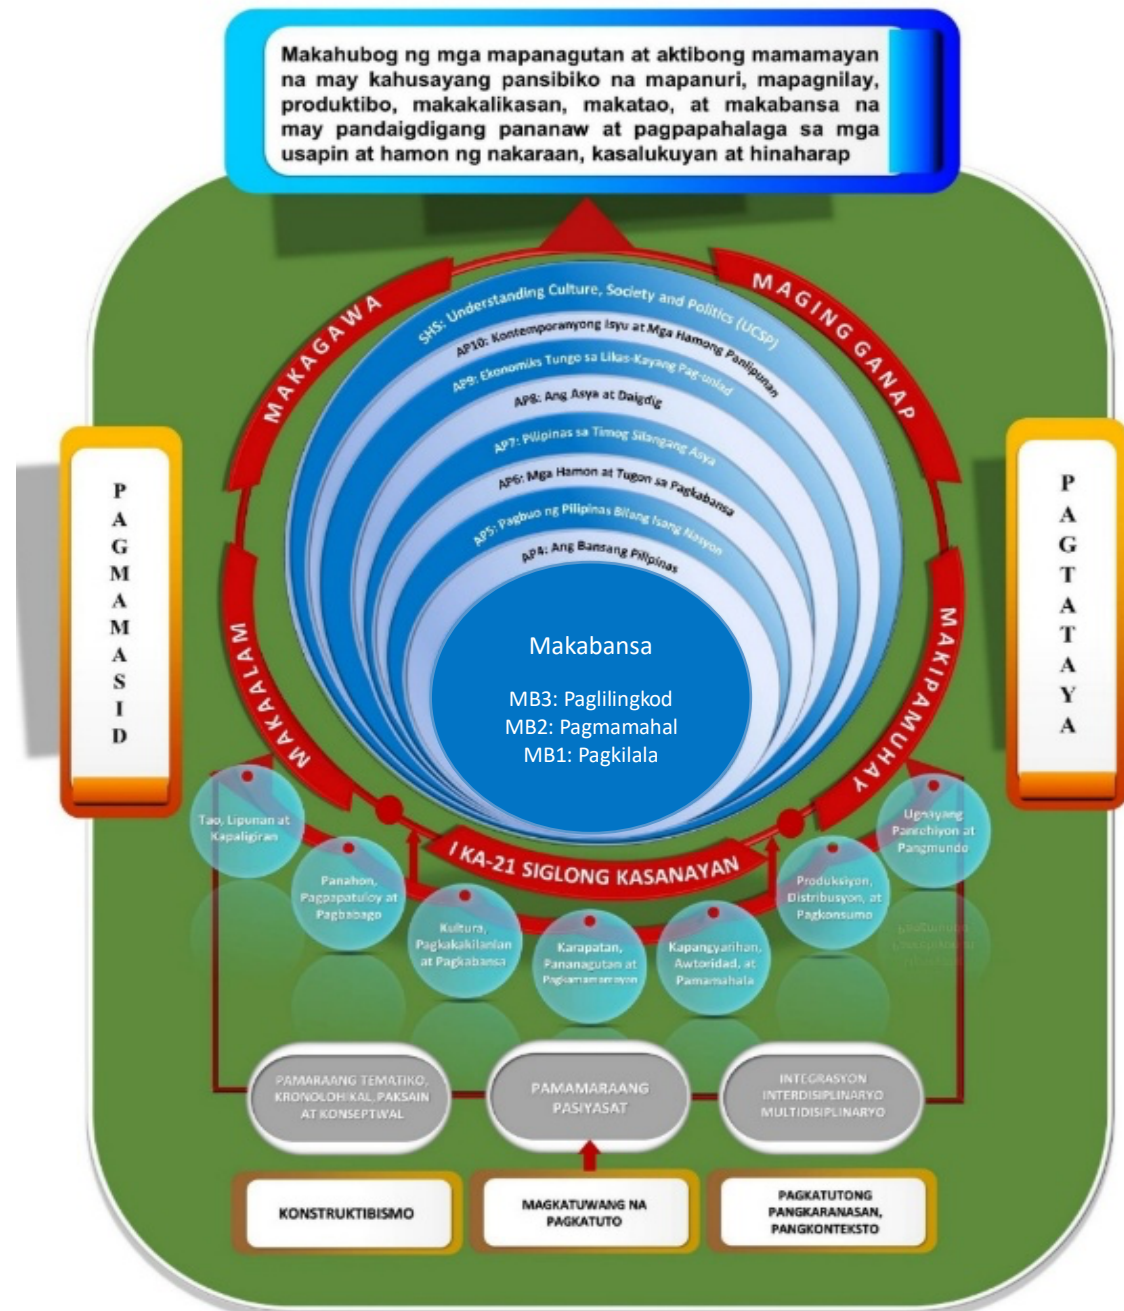 Makahubog ng mga mapanagutan at aktibong mamamayan
na may kahusayang pansibiko na mapanuri, mapagnilay,
produktibo, makakalikasan, makatao, at makabansa na
may pandaigdigang pananaw at pagpapahalaga sa mga
usapin at hamon ng nakaraan, kasalukuyan at hinaharap
MAKAGAWA
MAGING GANAP
SHS: Understanding Culture, Society and Politics (UCSP)
AP10: Kontemporanyong Isyu at Mga Hamong Panlipunan
AP9: Ekonomiks Tungo sa Likas-Kayang Pag-unlad
AP8: Ang Asya at Daigdig
AP7: Pilipinas sa Timog Silangang Asya
AP6: Mga Hamon at Tugon sa Pagkabansa
AP5: Pagbuo ng Pilipinas Bilang Isang Nasyon
AP4: Ang Bansang Pilipinas
PAGMAMASID
PAGTATAYA
MAKAALAM
MAKIPAMUHAY
Makabansa
MB3: Paglilingkod
MB2: Pagmamahal
MB1: Pagkilala
I KA-21 SIGLONG KASANAYAN
Tao, Lipunan at
Kapaligiran
Panahon,
Pagpapatuloy at
Pagbabago
Kultura,
Pagkakakilanlan
at Pagkabansa
Karapatan,
Pananagutan at
Pagkamamamayan
Kapangyarihan,
Awtoridad, at
Pamamahala
Produksiyon,
Distribusyon, at
Pagkonsumo
Ugnayang
Panrehiyon at
Pangmundo
PAMARAANG TEMATIKO,
KRONOLOHIKAL, PAKSAIN
AT KONSEPTWAL
PAMAMARAANG
PASIYASAT
INTEGRASYON
INTERDISIPLINARYO
MULTIDISIPLINARYO
KONSTRUKTIBISMO
MAGKATUWANG NA
PAGKATUTO
PAGKATUTONG
PANGKARANASAN,
PANGKONTEKSTO